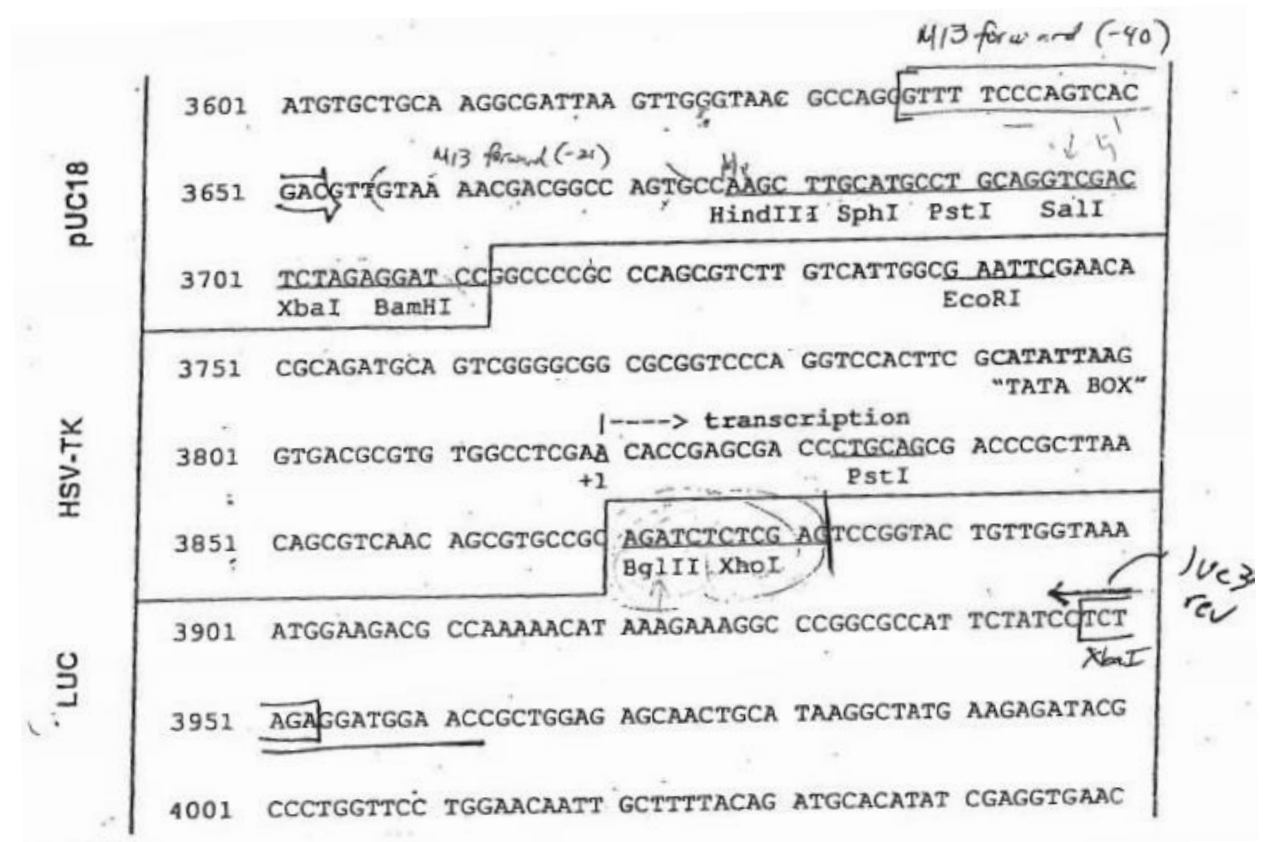 M13 forward (-40)
3601 ATGTGCTGCA AGGCGATTAA GTTGGGTAAC GCCAGGGTTT TCCCAGTCAC
M13 forward (-21)
3651 GACGTTGTAA AACGACGGCC AGTGCCAAGC TTGCATGCCT GCAGGTCGAC
HindIII SphI PstI SalI
pUC18
3701 TCTAGAGGAT CCGGCCCCGC CCAGCGTCTT GTCATTGGCG AATTCGAACA
XbaI BamHI EcoRI
3751 CGCAGATGCA GTCGGGGCGG CGCGGTCCCA GGTCCACTTC GCATATTAAG
"TATA BOX"
|----> transcription
3801 GTGACGCGTG TGGCCTCGAA CACCGAGCGA CCCTGCAGCG ACCCGCTTAA
+1 PstI
HSV-TK
3851 CAGCGTCAAC AGCGTGCCGC AGATCTCTCG AGTCCGGTAC TGTTGGTAAA
BglII XhoI
luc3
rev
3901 ATGGAAGACG CCAAAAACAT AAAGAAAGGC CCGGCGCCAT TCTATCCTCT
XbaI
LUC
3951 AGAGGATGGA ACCGCTGGAG AGCAACTGCA TAAGGCTATG AAGAGATACG
4001 CCCTGGTTCC TGGAACAATT GCTTTTACAG ATGCACATAT CGAGGTGAAC